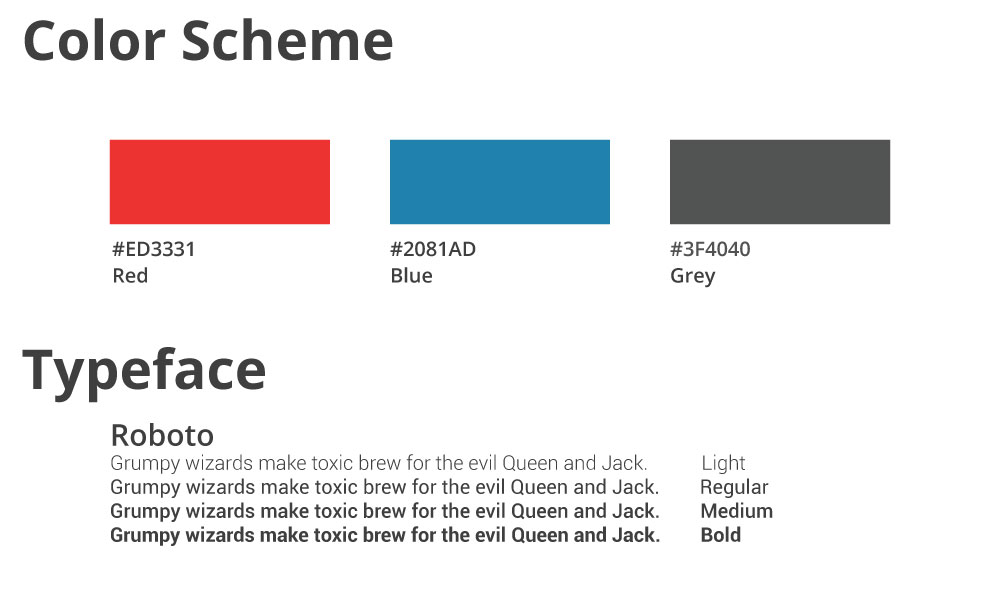 Color Scheme
#ED3331
Red
#2081AD
Blue
#3F4040
Grey
Typeface
Roboto
Grumpy wizards make toxic brew for the evil Queen and Jack. Light
Grumpy wizards make toxic brew for the evil Queen and Jack. Regular
Grumpy wizards make toxic brew for the evil Queen and Jack. Medium
Grumpy wizards make toxic brew for the evil Queen and Jack. Bold